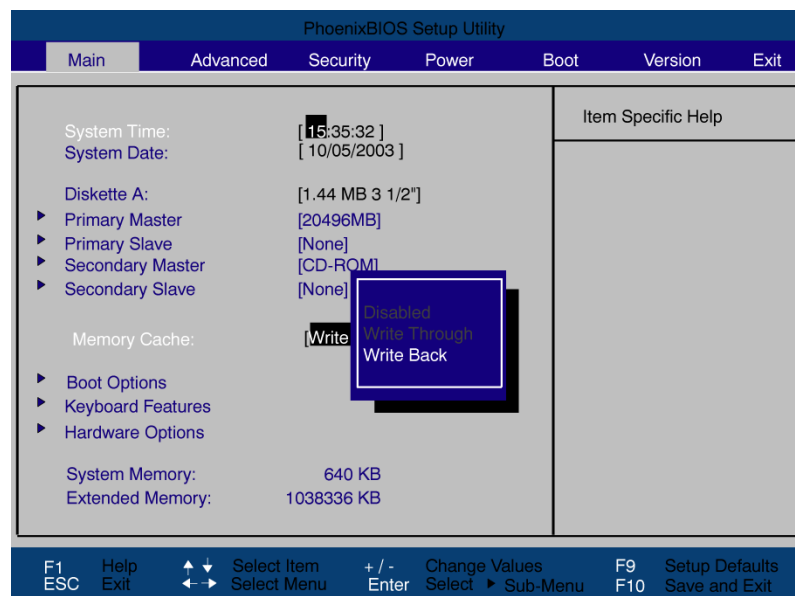 PhoenixBIOS Setup Utility
Main Advanced Security Power Boot Version Exit
Item Specific Help
System Time: [ 15:35:32 ]
System Date: [ 10/05/2003 ]
Diskette A: [1.44 MB 3 1/2"]
Primary Master [20496MB]
Primary Slave [None]
Secondary Master [CD-ROM]
Secondary Slave [None]
Memory Cache: [Write
Disabled
Write Through
Write Back
Boot Options
Keyboard Features
Hardware Options
System Memory: 640 KB
Extended Memory: 1038336 KB
F1 Help Select Item + / - Change Values F9 Setup Defaults
ESC Exit Select Menu Enter Select Sub-Menu F10 Save and Exit